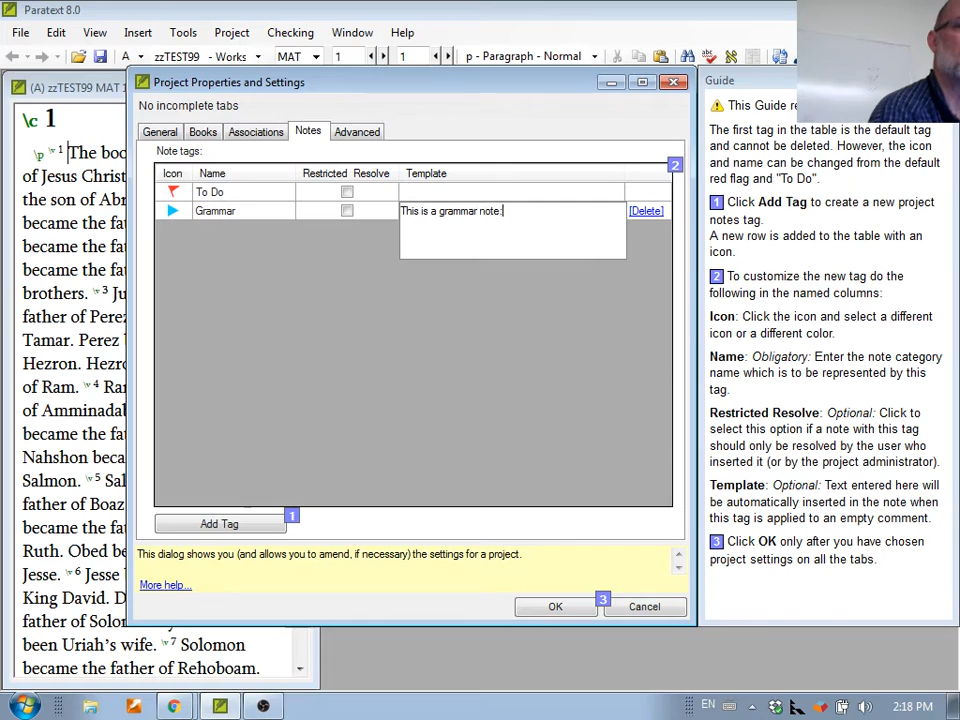 Paratext 8.0
File Edit View Insert Tools Project Checking Window Help
A zzTEST99 - Works MAT 1 1 p - Paragraph - Normal
(A) zzTEST99 MAT 1
\c 1
\p \v 1 The boo
of Jesus Christ
the son of Abr
became the fat
became the fat
became the fat
brothers. \v 3 Ju
father of Perez
Tamar. Perez b
Hezron. Hezro
of Ram. \v 4 Ran
of Amminadab
became the fat
Nahshon beca
Salmon. \v 5 Sal
father of Boaz
became the fat
Ruth. Obed be
Jesse. \v 6 Jesse b
King David. D
father of Solon
been Uriah's wife. \v 7 Solomon
became the father of Rehoboam.
Project Properties and Settings
No incomplete tabs
General Books Associations Notes Advanced
Note tags:
Icon Name Restricted Resolve Template
2
To Do
Grammar This is a grammar note: [Delete]
Add Tag
1
This dialog shows you (and allows you to amend, if necessary) the settings for a project.
More help...
OK 3 Cancel
Guide
This Guide re
The first tag in the table is the default tag
and cannot be deleted. However, the icon
and name can be changed from the default
red flag and "To Do".
1 Click Add Tag to create a new project
notes tag.
A new row is added to the table with an
icon.
2 To customize the new tag do the
following in the named columns:
Icon: Click the icon and select a different
icon or a different color.
Name: Obligatory: Enter the note category
name which is to be represented by this
tag.
Restricted Resolve: Optional: Click to
select this option if a note with this tag
should only be resolved by the user who
inserted it (or by the project administrator).
Template: Optional: Text entered here will
be automatically inserted in the note when
this tag is applied to an empty comment.
3 Click OK only after you have chosen
project settings on all the tabs.
EN 2:18 PM